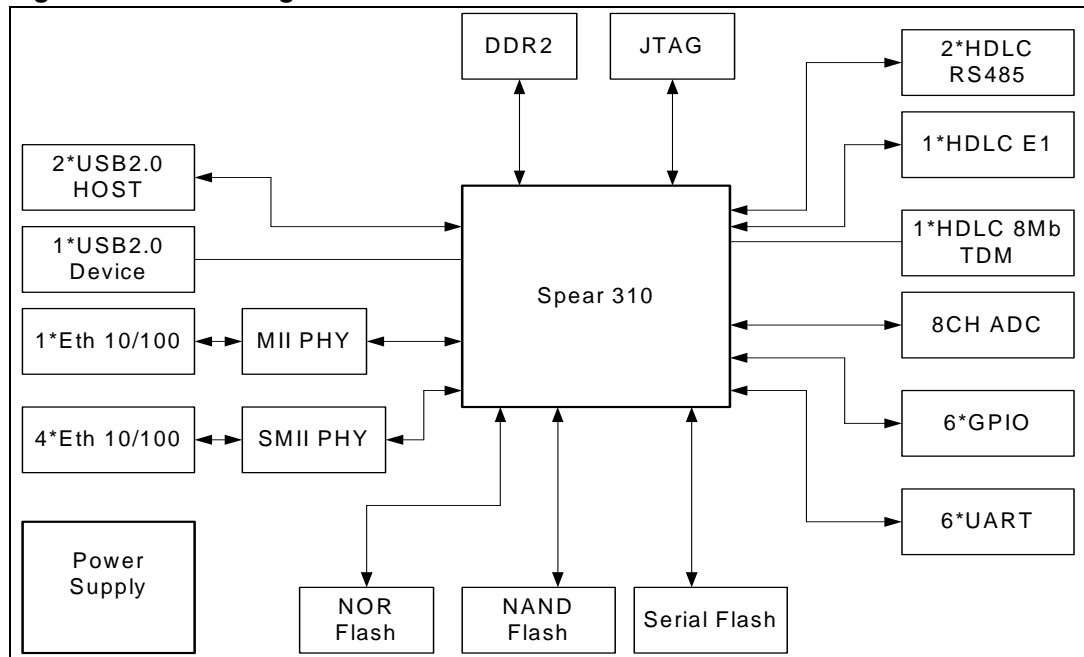 DDR2
JTAG
2*HDLC
RS485
1*HDLC E1
2*USB2.0
HOST
1*USB2.0
Device
1*HDLC 8Mb
TDM
Spear 310
1*Eth 10/100
MII PHY
8CH ADC
4*Eth 10/100
SMII PHY
6*GPIO
6*UART
Power
Supply
NOR
Flash
NAND
Flash
Serial Flash